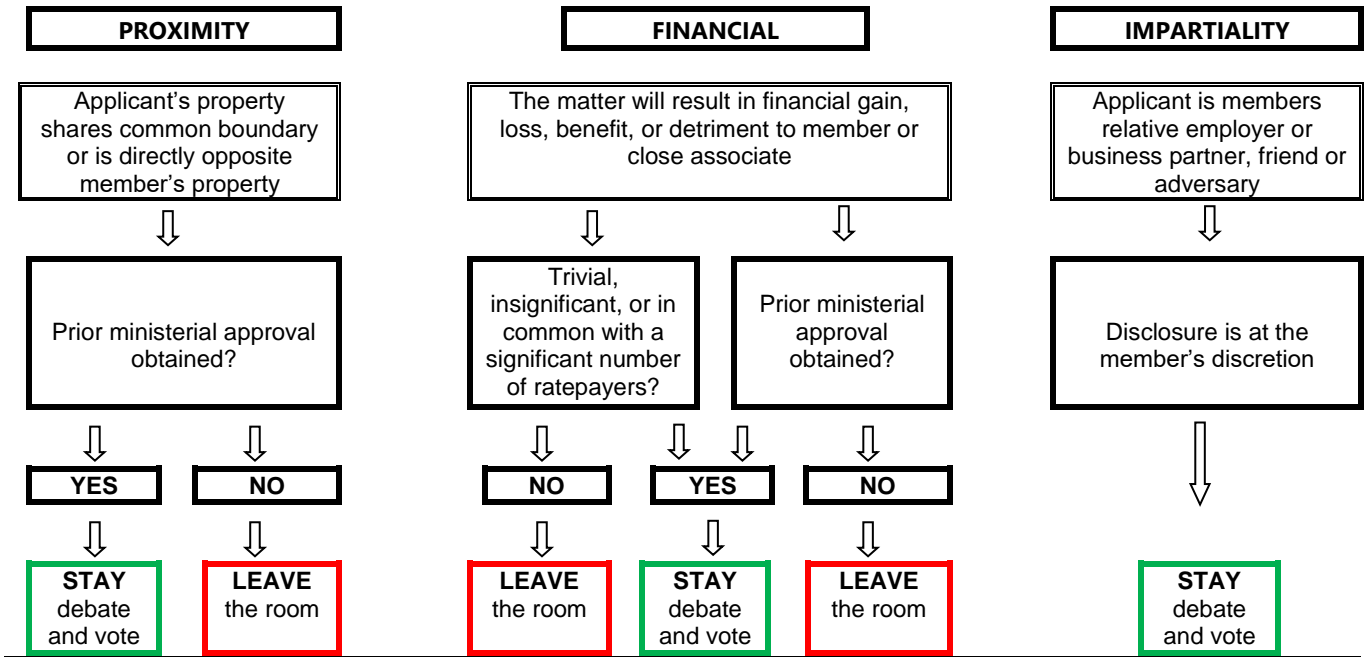 PROXIMITY
FINANCIAL
IMPARTIALITY
Applicant’s property
shares common boundary
or is directly opposite
member’s property
The matter will result in financial gain,
loss, benefit, or detriment to member or
close associate
Applicant is members
relative employer or
business partner, friend or
adversary
Prior ministerial approval
obtained?
Trivial,
insignificant, or in
common with a
significant number
of ratepayers?
Prior ministerial
approval
obtained?
Disclosure is at the
member’s discretion
YES
NO
NO
YES
NO
STAY
debate
and vote
LEAVE
the room
LEAVE
the room
STAY
debate
and vote
LEAVE
the room
STAY
debate
and vote